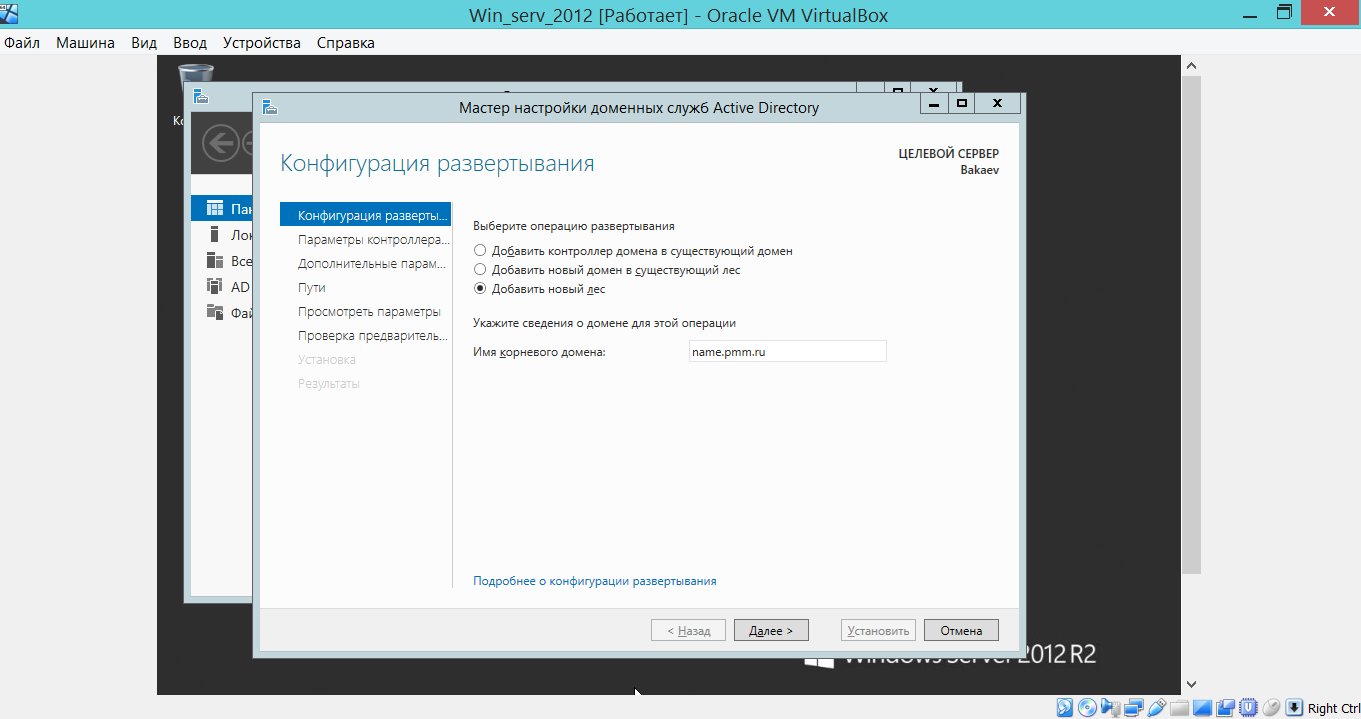 Win_serv_2012 [Работает] - Oracle VM VirtualBox
Файл Машина Вид Ввод Устройства Справка
Мастер настройки доменных служб Active Directory
Конфигурация развертывания
ЦЕЛЕВОЙ СЕРВЕР
Bakaev
AD
Все
Конфигурация разверты...
Параметры контроллера...
Дополнительные парам...
Пути
Просмотреть параметры
Проверка предваритель...
Установка
Результаты
Выберите операцию развертывания
Добавить контроллер домена в существующий домен
Добавить новый домен в существующий лес
Добавить новый лес
Укажите сведения о домене для этой операции
Имя корневого домена: name.pmm.ru
Подробнее о конфигурации развертывания
< Назад Далее > Установить Отмена
Windows Server 2012 R2
Right Ctrl